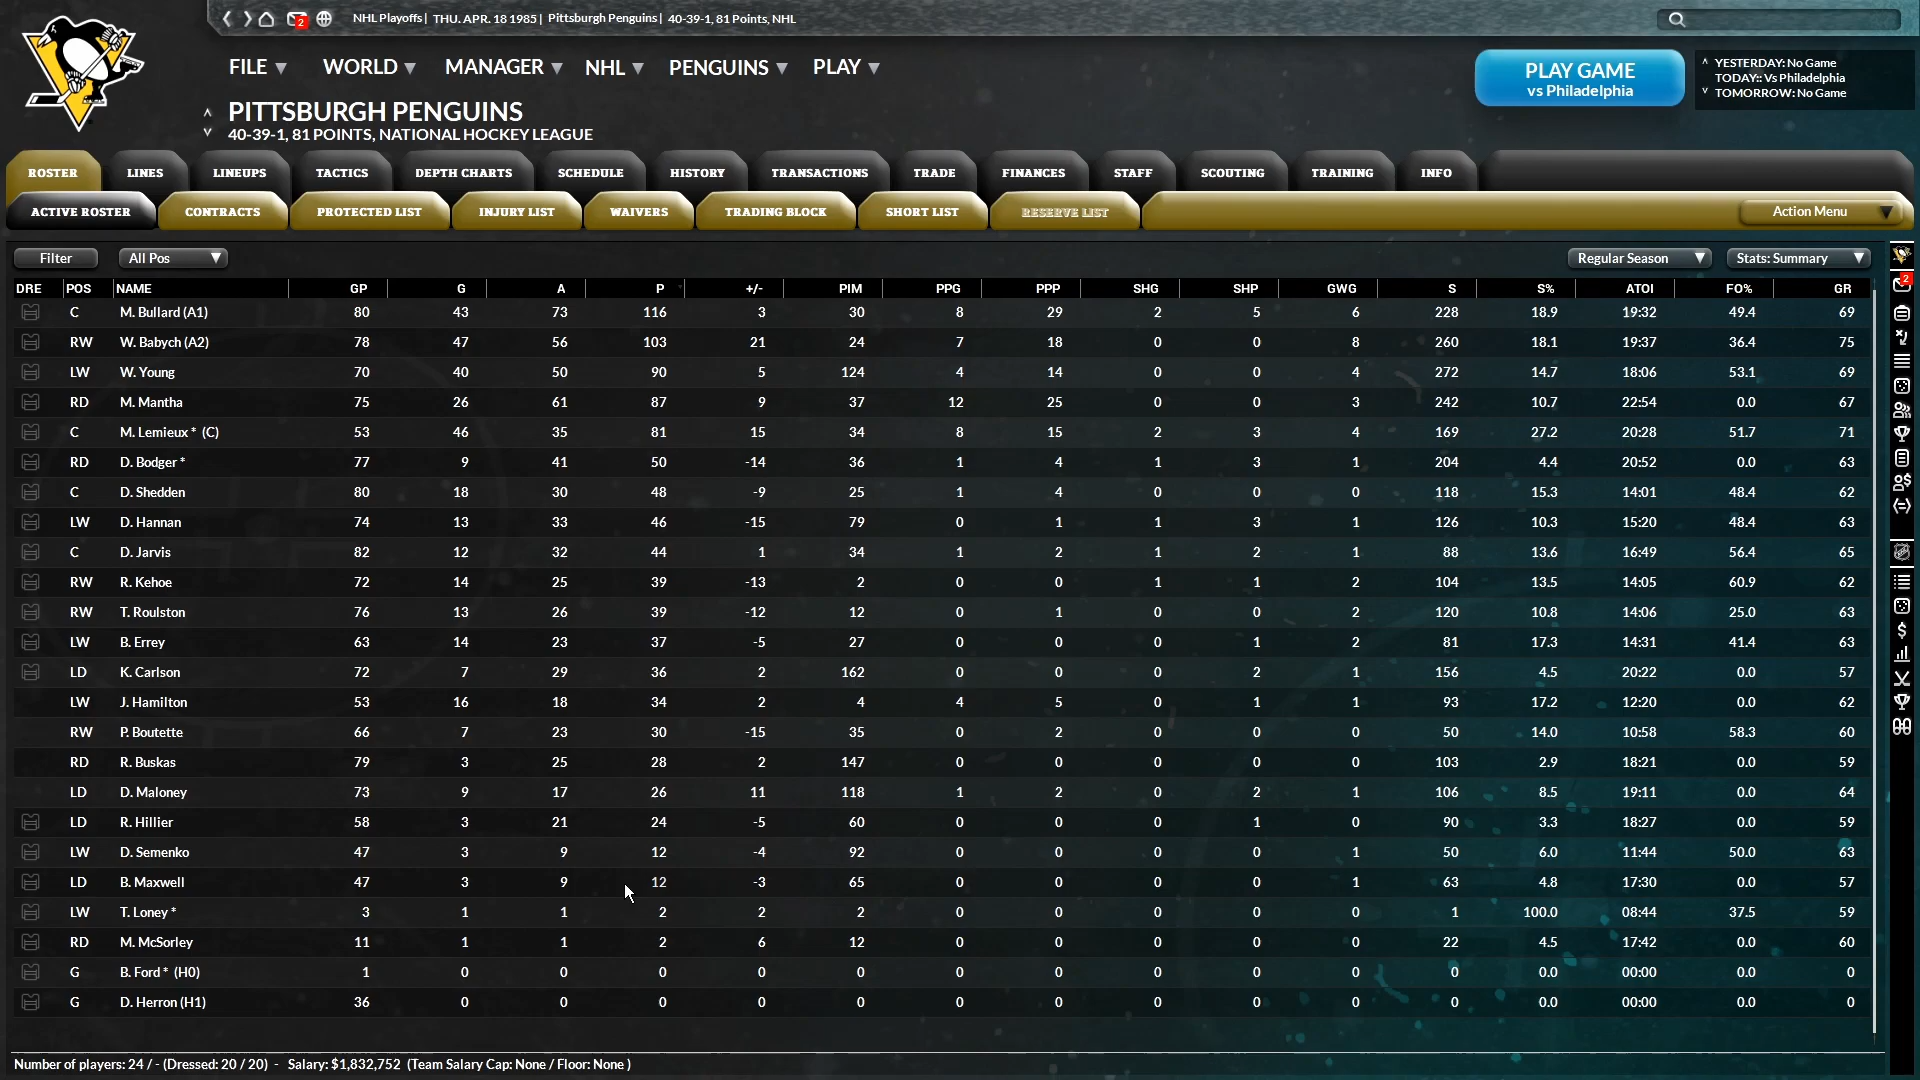 NHL Playoffs | THU. APR. 18 1985 | Pittsburgh Penguins | 40-39-1, 81 Points, NHL
2
FILE WORLD MANAGER NHL PENGUINS PLAY
PLAY GAME
vs Philadelphia
YESTERDAY: No Game
TODAY:: Vs Philadelphia
TOMORROW: No Game
PITTSBURGH PENGUINS
40-39-1, 81 POINTS, NATIONAL HOCKEY LEAGUE
ROSTER LINES LINEUPS TACTICS DEPTH CHARTS SCHEDULE HISTORY TRANSACTIONS TRADE FINANCES STAFF SCOUTING TRAINING INFO
ACTIVE ROSTER CONTRACTS PROTECTED LIST INJURY LIST WAIVERS TRADING BLOCK SHORT LIST RESERVE LIST Action Menu
Filter All Pos Regular Season Stats: Summary
2
DRE POS NAME GP G A P +/- PIM PPG PPP SHG SHP GWG S S% ATOI FO% GR
C M. Bullard (A1) 80 43 73 116 3 30 8 29 2 5 6 228 18.9 19:32 49.4 69
RW W. Babych (A2) 78 47 56 103 21 24 7 18 0 0 8 260 18.1 19:37 36.4 75
LW W. Young 70 40 50 90 5 124 4 14 0 0 4 272 14.7 18:06 53.1 69
RD M. Mantha 75 26 61 87 9 37 12 25 0 0 3 242 10.7 22:54 0.0 67
C M. Lemieux * (C) 53 46 35 81 15 34 8 15 2 3 4 169 27.2 20:28 51.7 71
RD D. Bodger * 77 9 41 50 -14 36 1 4 1 3 1 204 4.4 20:52 0.0 63
C D. Shedden 80 18 30 48 -9 25 1 4 0 0 0 118 15.3 14:01 48.4 62
LW D. Hannan 74 13 33 46 -15 79 0 1 1 3 1 126 10.3 15:20 48.4 63
C D. Jarvis 82 12 32 44 1 34 1 2 1 2 1 88 13.6 16:49 56.4 65
RW R. Kehoe 72 14 25 39 -13 2 0 0 1 1 2 104 13.5 14:05 60.9 62
RW T. Roulston 76 13 26 39 -12 12 0 1 0 0 2 120 10.8 14:06 25.0 63
LW B. Errey 63 14 23 37 -5 27 0 0 0 1 2 81 17.3 14:31 41.4 63
LD K. Carlson 72 7 29 36 2 162 0 0 0 2 1 156 4.5 20:22 0.0 57
LW J. Hamilton 53 16 18 34 2 4 4 5 0 1 1 93 17.2 12:20 0.0 62
RW P. Boutette 66 7 23 30 -15 35 0 2 0 0 0 50 14.0 10:58 58.3 60
RD R. Buskas 79 3 25 28 2 147 0 0 0 0 0 103 2.9 18:21 0.0 59
LD D. Maloney 73 9 17 26 11 118 1 2 0 2 1 106 8.5 19:11 0.0 64
LD R. Hillier 58 3 21 24 -5 60 0 0 0 1 0 90 3.3 18:27 0.0 59
LW D. Semenko 47 3 9 12 -4 92 0 0 0 0 1 50 6.0 11:44 50.0 63
LD B. Maxwell 47 3 9 12 -3 65 0 0 0 0 1 63 4.8 17:30 0.0 57
LW T. Loney * 3 1 1 2 2 2 0 0 0 0 0 1 100.0 08:44 37.5 59
RD M. McSorley 11 1 1 2 6 12 0 0 0 0 0 22 4.5 17:42 0.0 60
G B. Ford * (H0) 1 0 0 0 0 0 0 0 0 0 0 0 0.0 00:00 0.0 0
G D. Herron (H1) 36 0 0 0 0 0 0 0 0 0 0 0 0.0 00:00 0.0 0
Number of players: 24 / - (Dressed: 20 / 20) - Salary: $1,832,752 (Team Salary Cap: None / Floor: None )